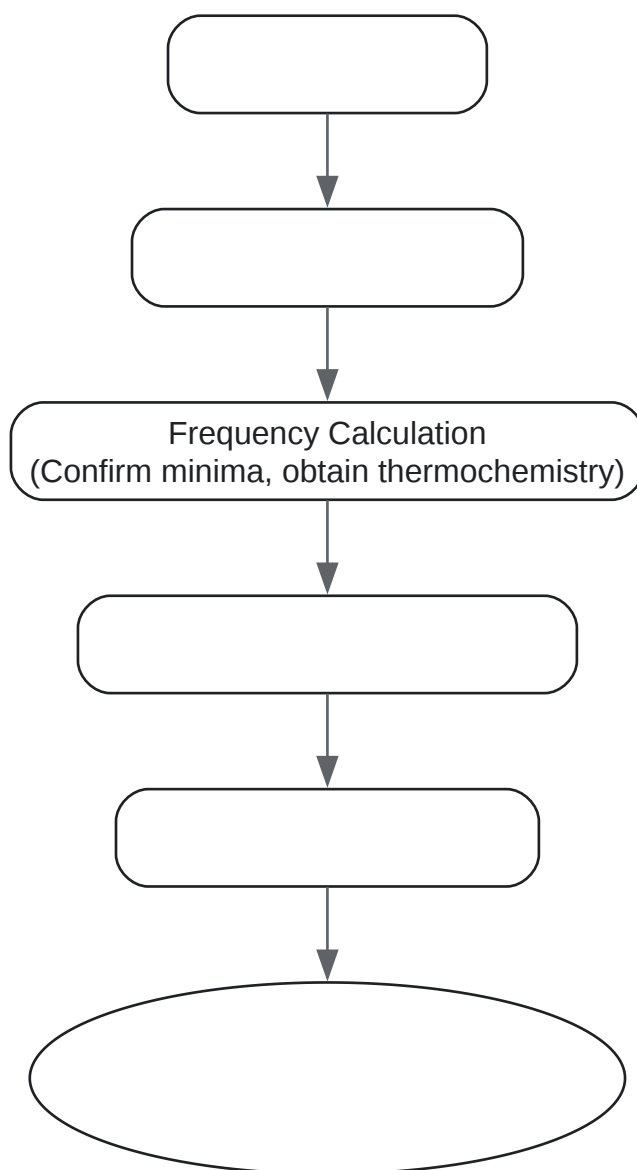 Frequency Calculation
(Confirm minima, obtain thermochemistry)